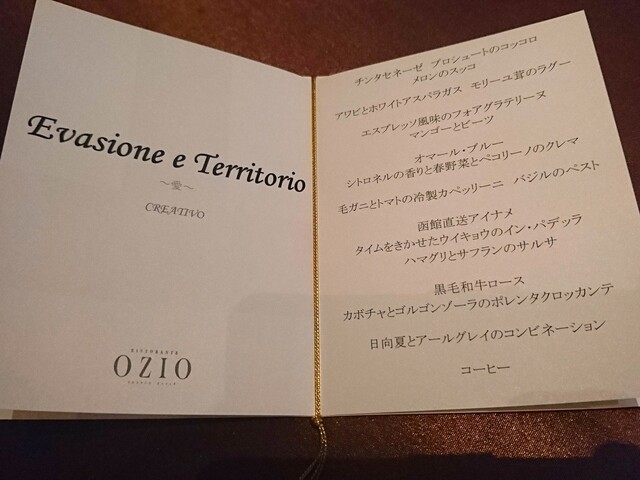 Evasione e Territorio
～愛～
CREATIVO
RISTORANTE
OZIO
チンタセネーゼ プロシュートのコッコロ
メロンのスッコ
アワビとホワイトアスパラガス モリーユ茸のラグー
エスプレッソ風味のフォアグラテリーヌ
マンゴーとビーツ
オマール・ブルー
シトロネルの香りと春野菜とペコリーノのクレマ
毛ガニとトマトの冷製カペッリーニ バジルのペスト
函館直送アイナメ
タイムをきかせたウイキョウのイン・パデッラ
ハマグリとサフランのサルサ
黒毛和牛ロース
カボチャとゴルゴンゾーラのポレンタクロッカンテ
日向夏とアールグレイのコンビネーション
コーヒー